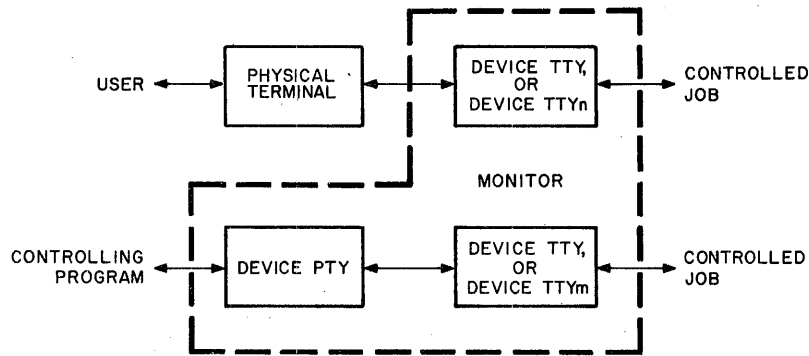 USER
PHYSICAL
TERMINAL
DEVICE TTY,
OR
DEVICE TTYn
CONTROLLED
JOB
MONITOR
CONTROLLING
PROGRAM
DEVICE PTY
DEVICE TTY,
OR
DEVICE TTYm
CONTROLLED
JOB